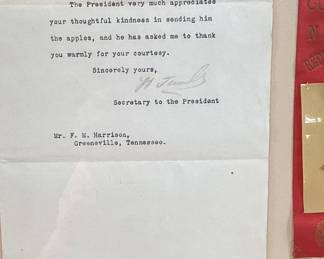 The President very much appreciates
your thoughtful kindness in sending him
the apples, and he has asked me to thank
you warmly for your courtesy.
Sincerely yours,
Secretary to the President
Mr. F. M. Harrison,
Greeneville, Tennessee.